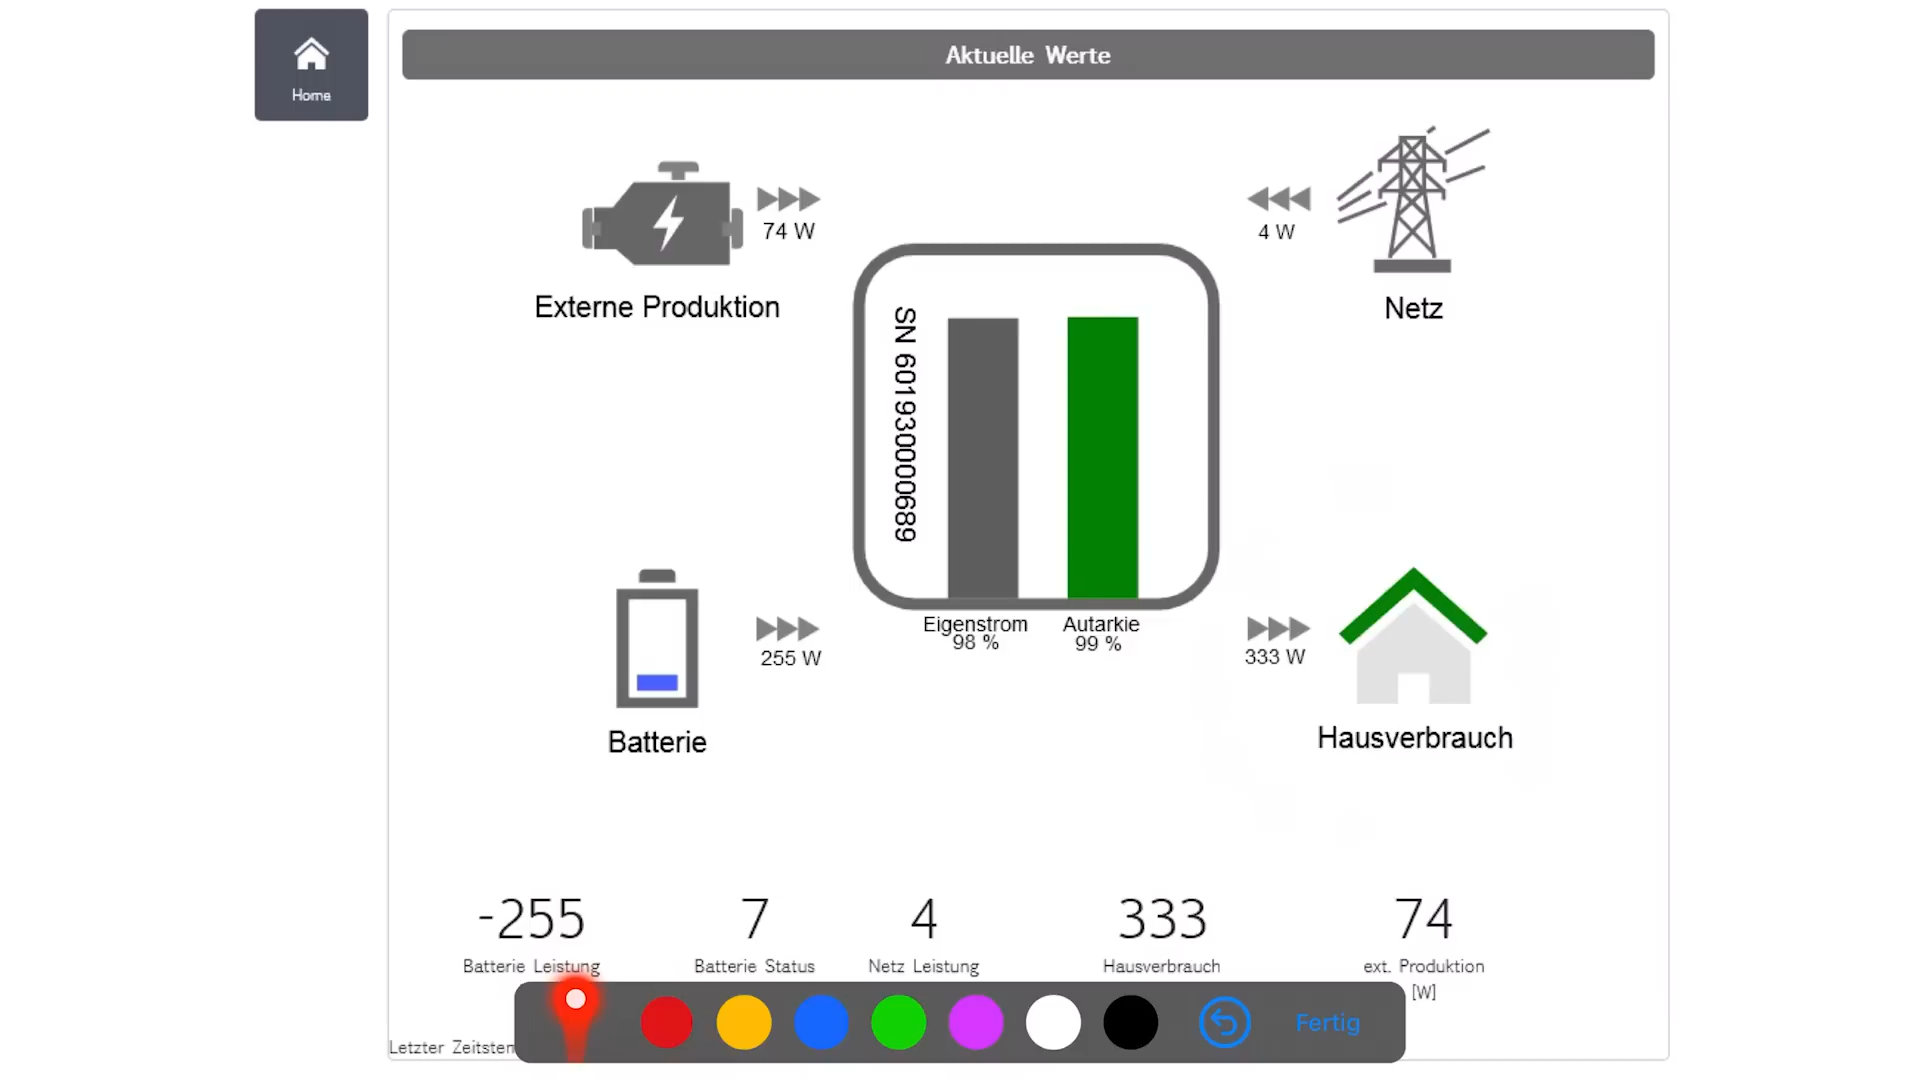 Home
Aktuelle Werte
74 W
4 W
Externe Produktion
Netz
SN 601930000689
Eigenstrom
98 %
Autarkie
99 %
255 W
333 W
Batterie
Hausverbrauch
-255
7
4
333
74
Batterie Leistung
Batterie Status
Netz Leistung
Hausverbrauch
ext. Produktion
[W]
Fertig
Letzter